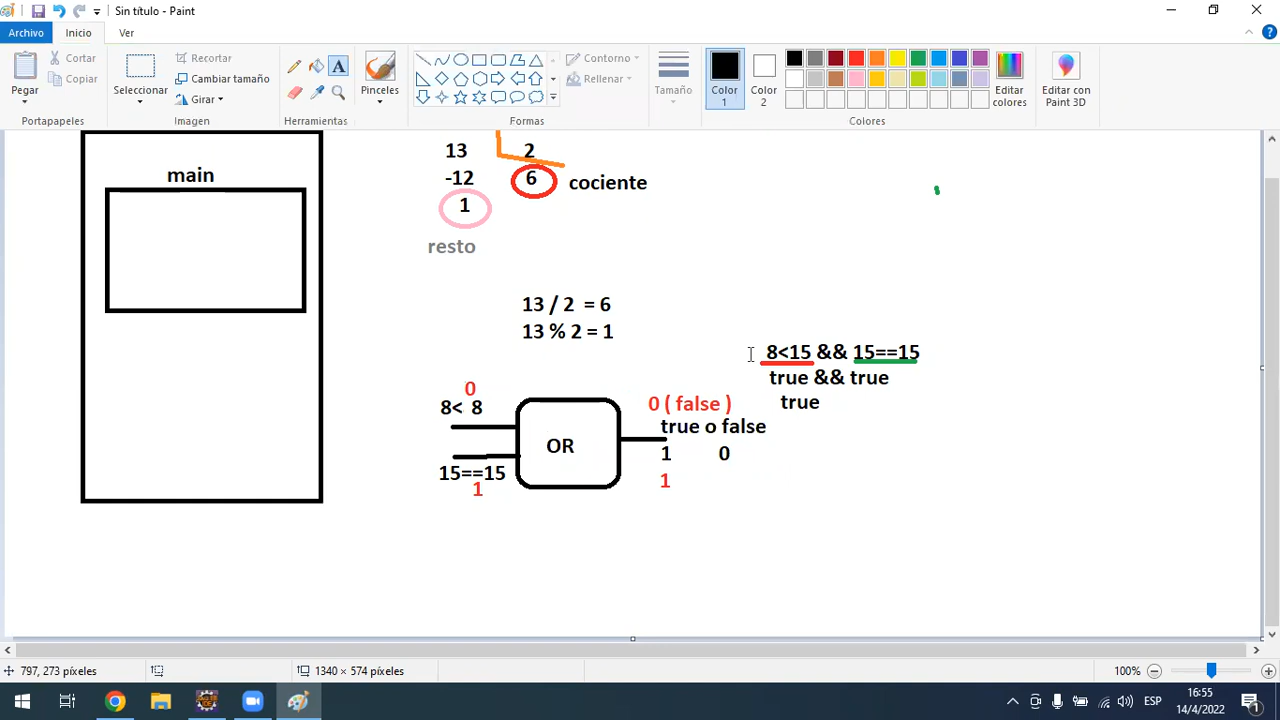 Sin título - Paint
Archivo Inicio Ver
Pegar
Cortar
Copiar
Portapapeles
Seleccionar
Recortar
Cambiar tamaño
Girar
Imagen
A
Herramientas
Pinceles
Contorno
Rellenar
Formas
Tamaño
Color 1
Color 2
Editar colores
Colores
Editar con Paint 3D
main
13 2
-12 6 cociente
1
resto
13 / 2 = 6
13 % 2 = 1
8<15 && 15==15
true && true
true
0
8< 8
OR
15==15
1
0 ( false )
true o false
1 0
1
797, 273 píxeles
1340 × 574 píxeles
100%
ESP
16:55
14/4/2022
1